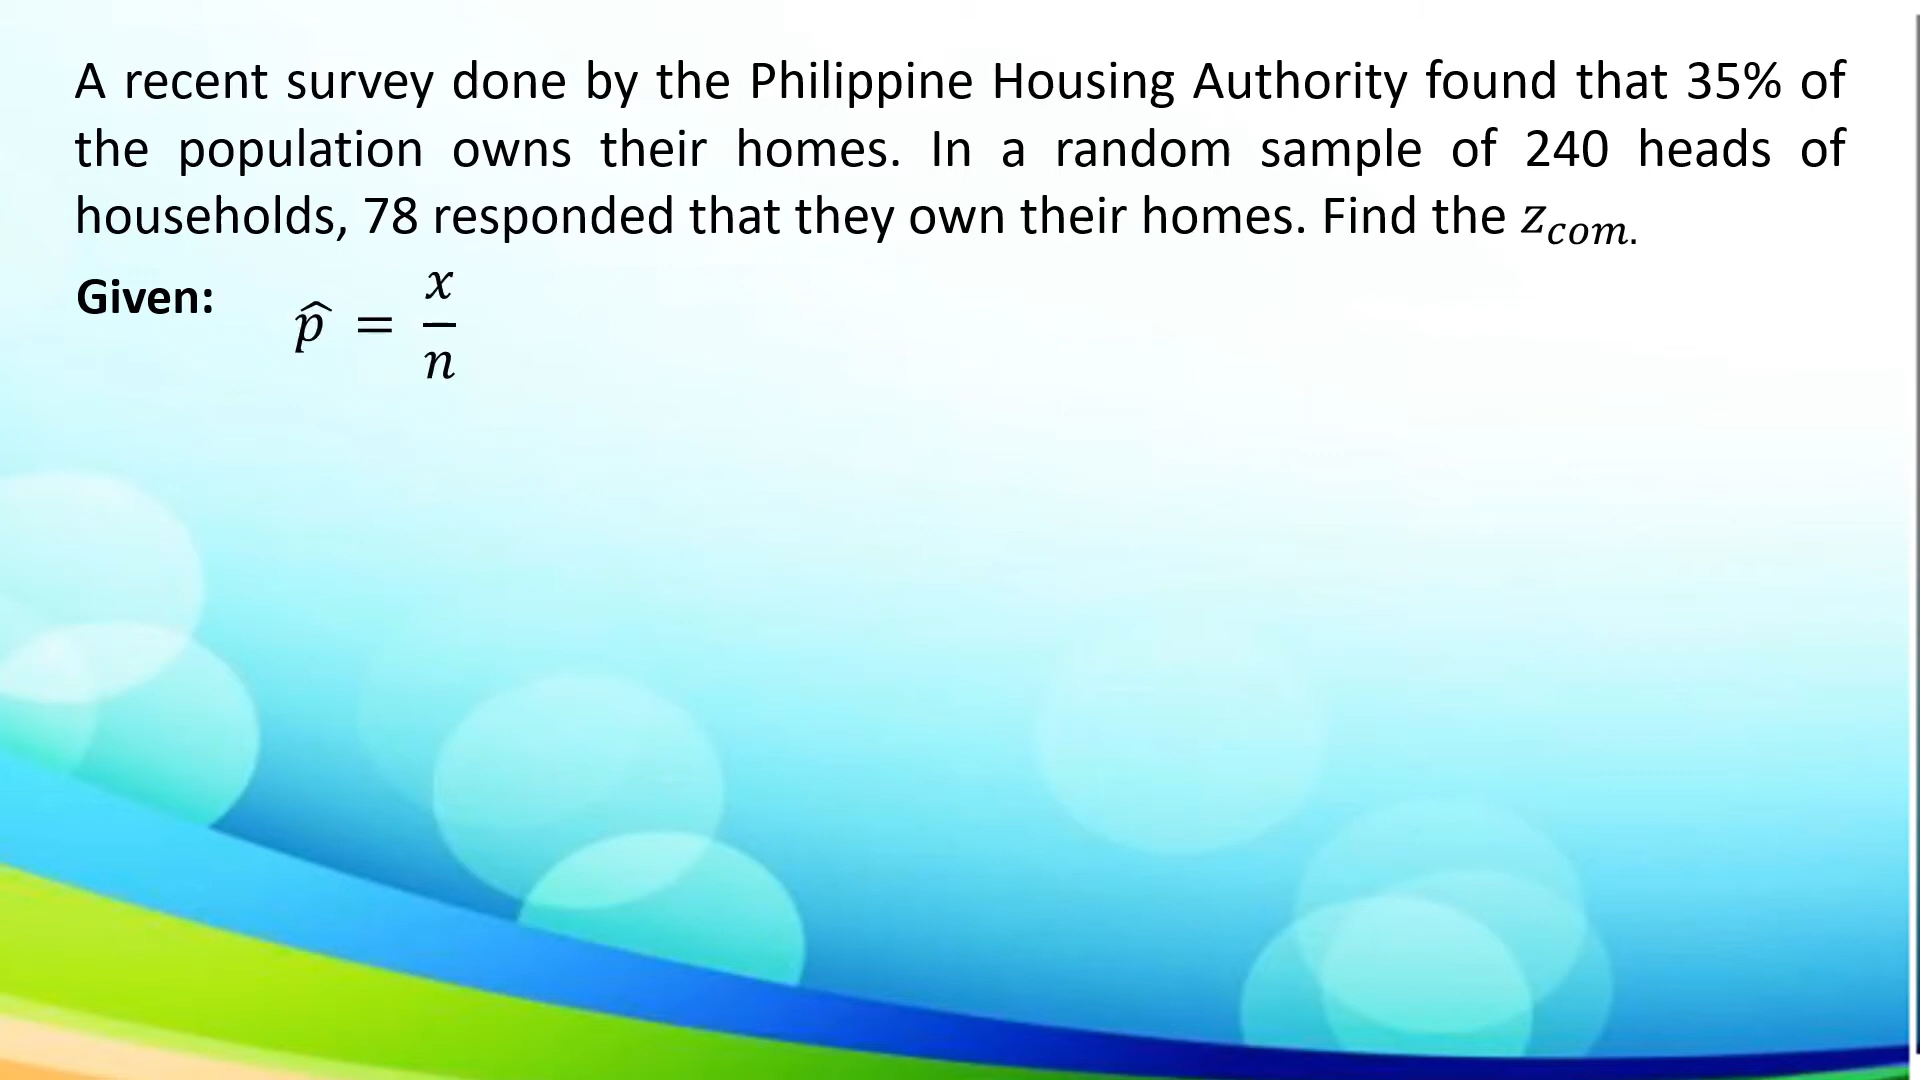 A recent survey done by the Philippine Housing Authority found that 35% of
the population owns their homes. In a random sample of 240 heads of
households, 78 responded that they own their homes. Find the z_com.
Given: p̂ = x/n